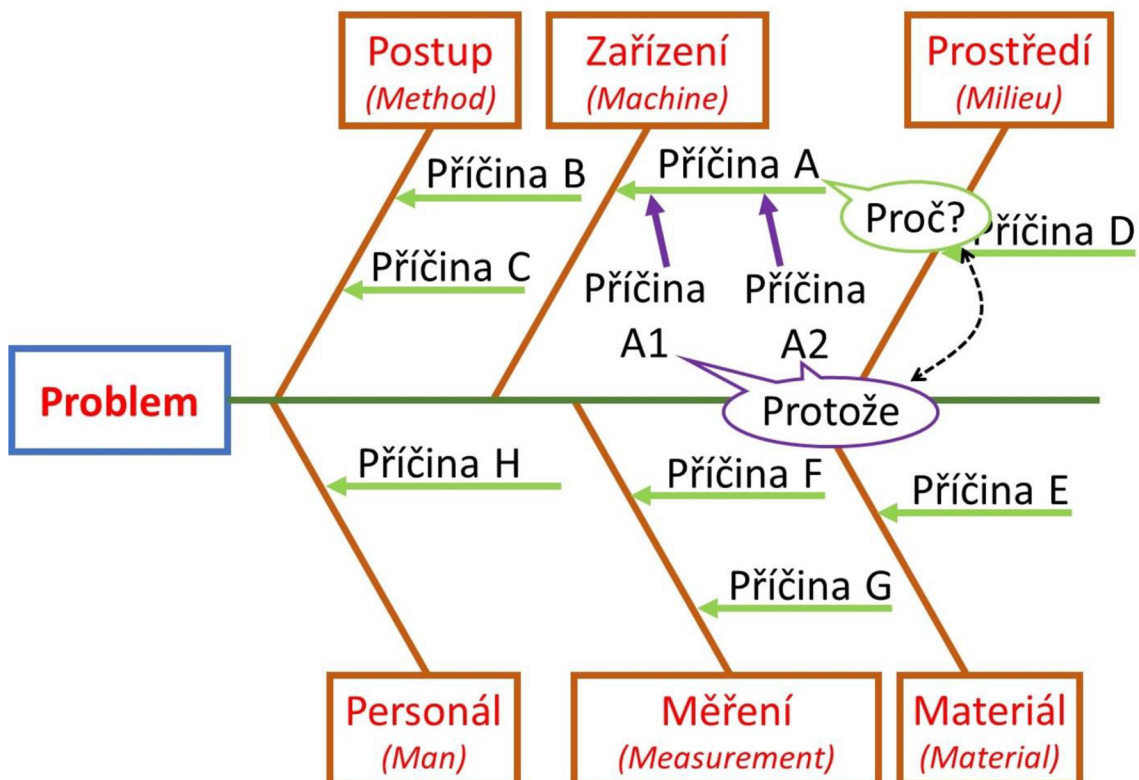 Postup
(Method)
Zařízení
(Machine)
Prostředí
(Milieu)
Příčina B
Příčina A
Proč?
Příčina D
Příčina C
Příčina
A1
Příčina
A2
Problem
Protože
Příčina H
Příčina F
Příčina E
Příčina G
Personál
(Man)
Měření
(Measurement)
Materiál
(Material)